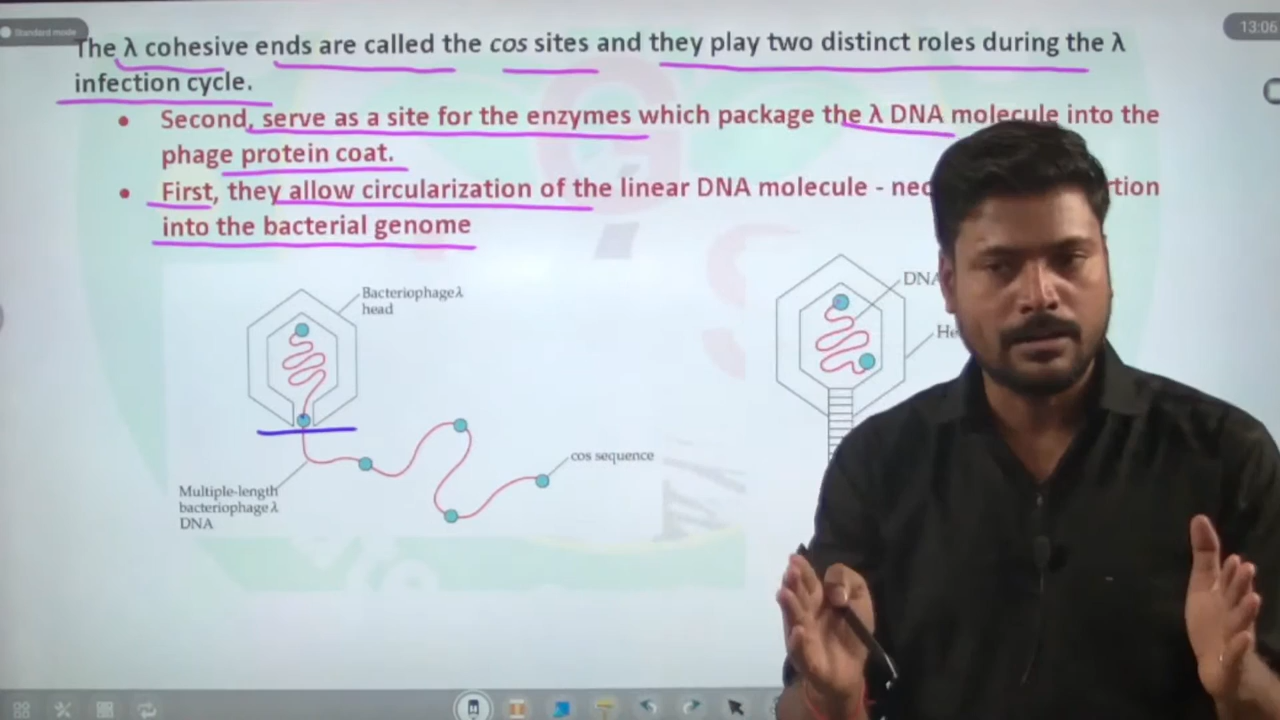 Standard mode
13:06
The λ cohesive ends are called the cos sites and they play two distinct roles during the λ
infection cycle.
• Second, serve as a site for the enzymes which package the λ DNA molecule into the
phage protein coat.
• First, they allow circularization of the linear DNA molecule -
into the bacterial genome
Bacteriophage λ
head
DNA
Multiple-length
bacteriophage λ
DNA
cos sequence